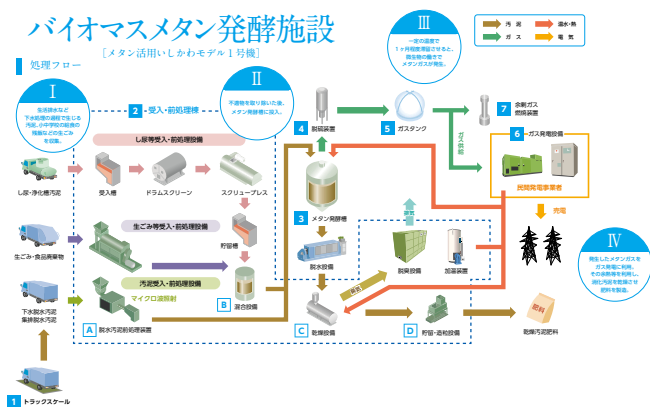 バイオマスメタン発酵施設
[メタン活用いしかわモデル1号機]
処理フロー
汚泥
温水・熱
ガス
電気
I
生活排水など
下水処理の過程で生じる
汚泥、小中学校の給食の
残飯などの生ごみ
を収集。
II
不適物を取り除いた後、
メタン発酵槽に投入。
III
一定の温度で
1ヶ月程度滞留させると、
微生物の働きで
メタンガスが発生。
IV
発生したメタンガスを
ガス発電に利用。
その余剰熱を利用し、
消化汚泥を乾燥させ
肥料を製造。
2 受入・前処理棟
し尿等受入・前処理設備
し尿・浄化槽汚泥
受入槽
ドラムスクリーン
スクリュープレス
生ごみ等受入・前処理設備
生ごみ・食品廃棄物
貯留槽
汚泥受入・前処理設備
マイクロ波照射
下水脱水汚泥
集排脱水汚泥
A 脱水汚泥前処理装置
B 混合設備
1 トラックスケール
4 脱硫装置
5 ガスタンク
7 余剰ガス
燃焼装置
ガス供給
6 ガス発電設備
民間発電事業者
売電
3 メタン発酵槽
脱水設備
蒸気
脱臭設備
加温装置
C 乾燥設備
D 貯留・造粒設備
肥料
乾燥汚泥肥料